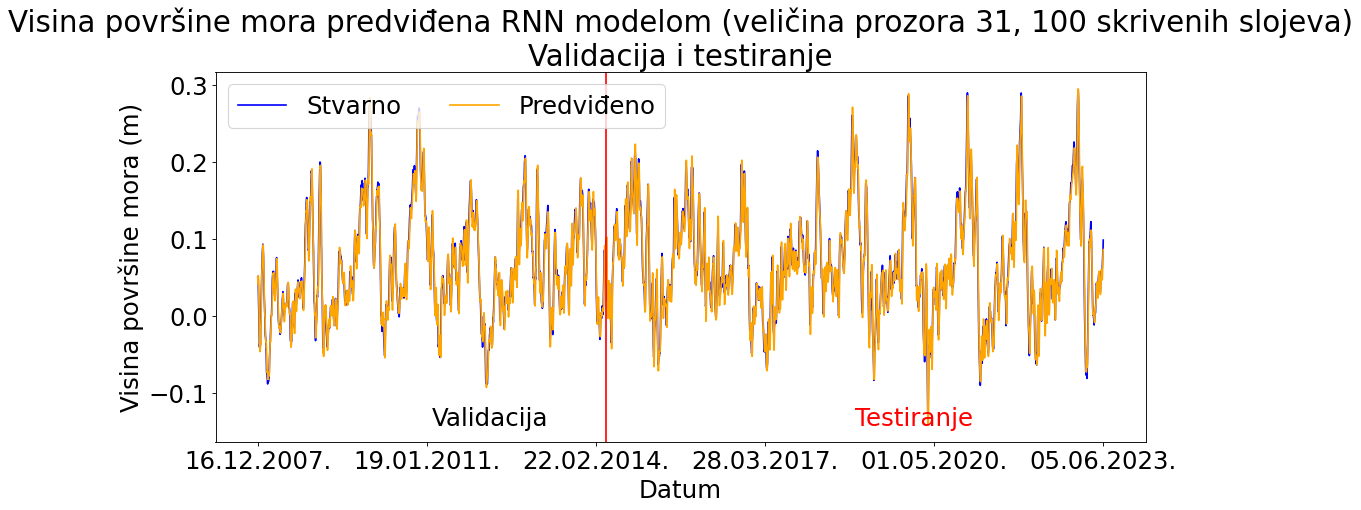 Visina površine mora predviđena RNN modelom (veličina prozora 31, 100 skrivenih slojeva)
Validacija i testiranje
Stvarno
Predviđeno
Visina površine mora (m)
0.3
0.2
0.1
0.0
−0.1
Validacija
Testiranje
16.12.2007.
19.01.2011.
22.02.2014.
28.03.2017.
01.05.2020.
05.06.2023.
Datum